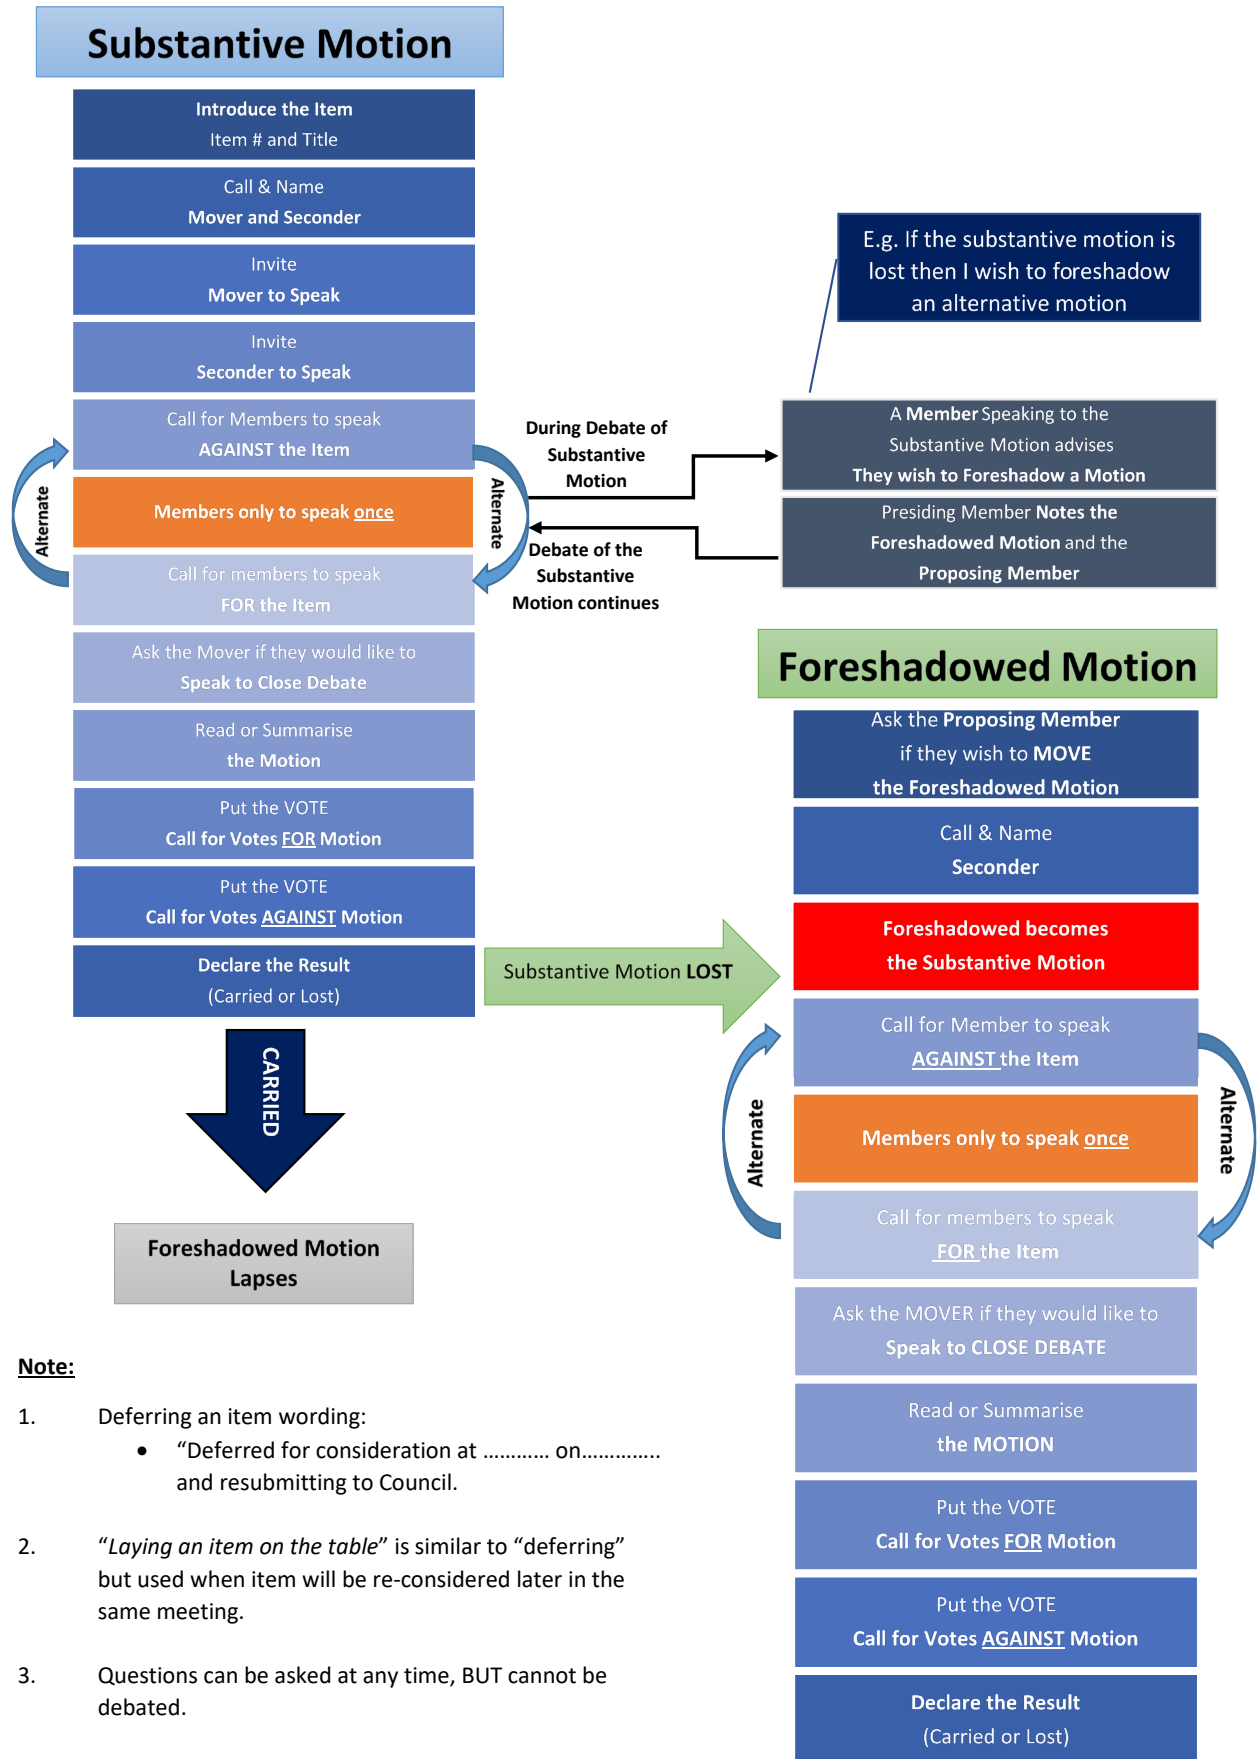 Substantive Motion
Introduce the Item
Item # and Title
Call & Name
Mover and Seconder
Invite
Mover to Speak
Invite
Seconder to Speak
Call for Members to speak
AGAINST the Item
Members only to speak once
Call for members to speak
FOR the Item
Alternate
Alternate
Ask the Mover if they would like to
Speak to Close Debate
Read or Summarise
the Motion
Put the VOTE
Call for Votes FOR Motion
Put the VOTE
Call for Votes AGAINST Motion
Declare the Result
(Carried or Lost)
During Debate of
Substantive
Motion
Debate of the
Substantive
Motion continues
E.g. If the substantive motion is
lost then I wish to foreshadow
an alternative motion
A Member Speaking to the
Substantive Motion advises
They wish to Foreshadow a Motion
Presiding Member Notes the
Foreshadowed Motion and the
Proposing Member
CARRIED
Foreshadowed Motion
Lapses
Substantive Motion LOST
Foreshadowed Motion
Ask the Proposing Member
if they wish to MOVE
the Foreshadowed Motion
Call & Name
Seconder
Foreshadowed becomes
the Substantive Motion
Call for Member to speak
AGAINST the Item
Members only to speak once
Call for members to speak
FOR the Item
Alternate
Alternate
Ask the MOVER if they would like to
Speak to CLOSE DEBATE
Read or Summarise
the MOTION
Put the VOTE
Call for Votes FOR Motion
Put the VOTE
Call for Votes AGAINST Motion
Declare the Result
(Carried or Lost)
Note:
1. Deferring an item wording:
• “Deferred for consideration at ………… on…………..
and resubmitting to Council.
2. “Laying an item on the table” is similar to “deferring”
but used when item will be re-considered later in the
same meeting.
3. Questions can be asked at any time, BUT cannot be
debated.